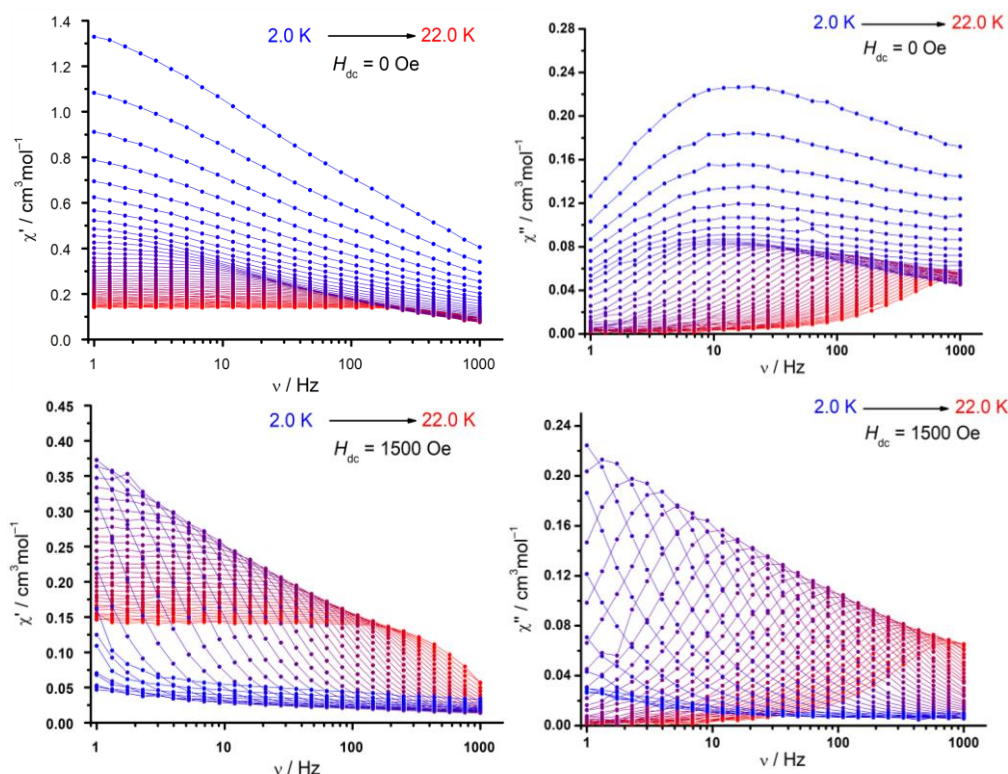 1.4
1.2
1.0
0.8
0.6
0.4
0.2
0.0
χ' / cm³mol⁻¹
2.0 K 22.0 K
H_dc = 0 Oe
1 10 100 1000
ν / Hz
0.28
0.24
0.20
0.16
0.12
0.08
0.04
0.00
χ'' / cm³mol⁻¹
2.0 K 22.0 K
H_dc = 0 Oe
1 10 100 1000
ν / Hz
0.45
0.40
0.35
0.30
0.25
0.20
0.15
0.10
0.05
0.00
χ' / cm³mol⁻¹
2.0 K 22.0 K
H_dc = 1500 Oe
1 10 100 1000
ν / Hz
0.24
0.20
0.16
0.12
0.08
0.04
0.00
χ'' / cm³mol⁻¹
2.0 K 22.0 K
H_dc = 1500 Oe
1 10 100 1000
ν / Hz